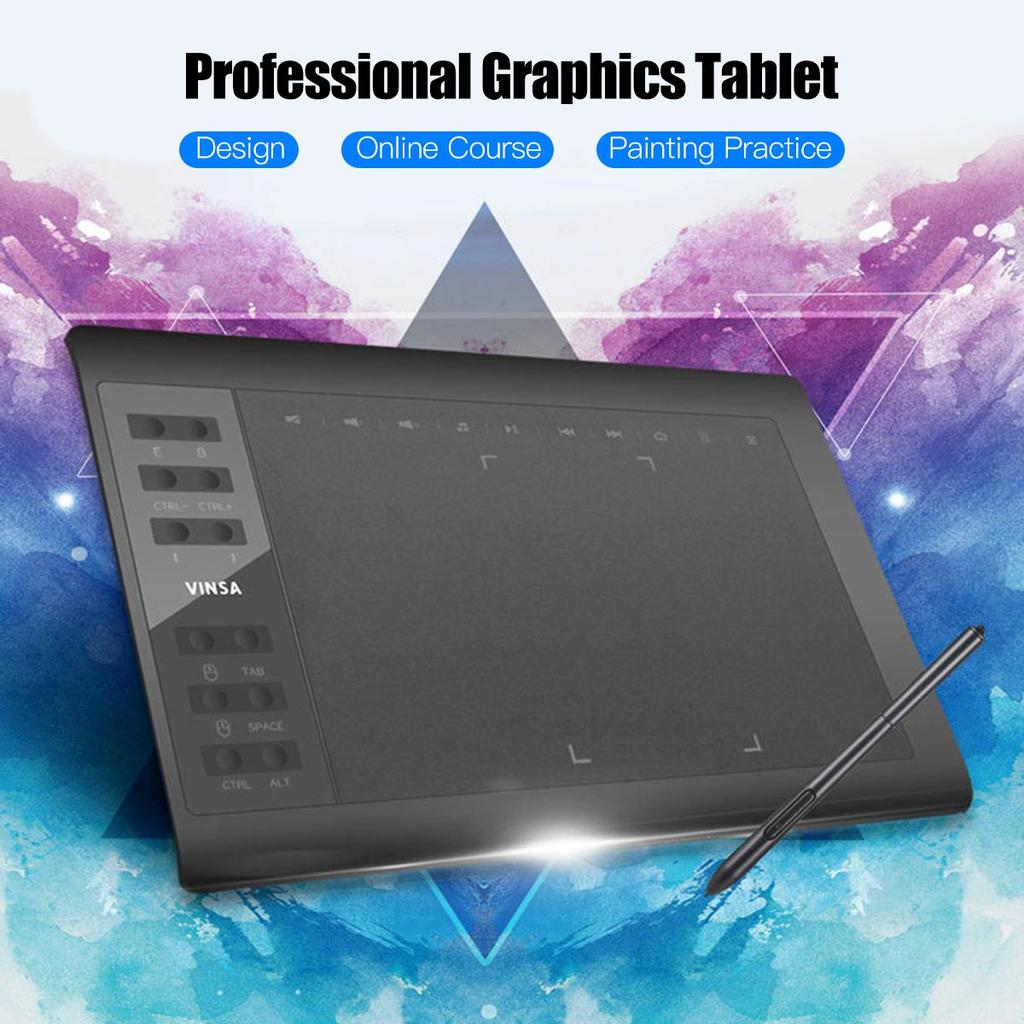 Professional Graphics Tablet
Design Online Course Painting Practice
E B
CTRL- CTRL+
[ ]
VINSA
TAB
SPACE
CTRL ALT